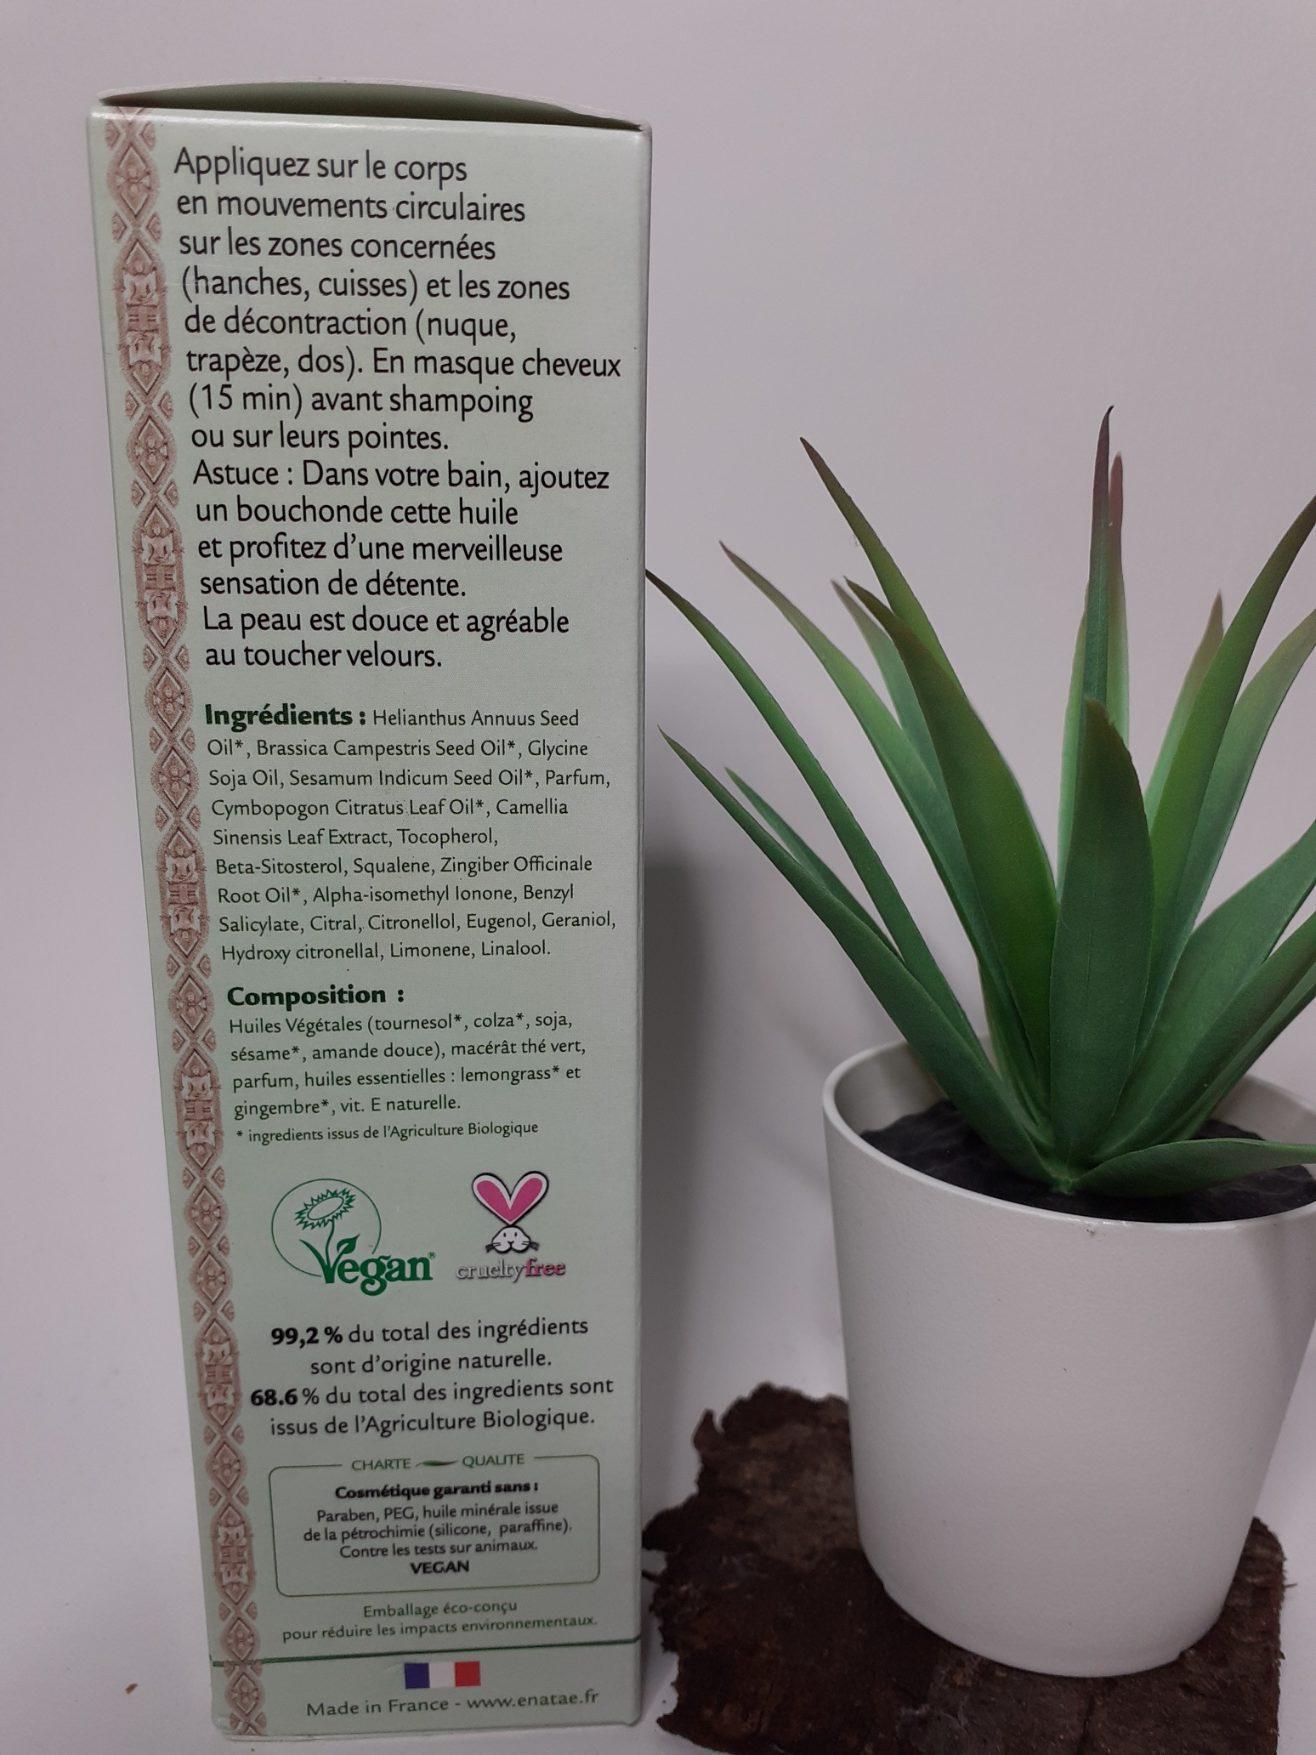 Appliquez sur le corps
en mouvements circulaires
sur les zones concernées
(hanches, cuisses) et les zones
de décontraction (nuque,
trapèze, dos). En masque cheveux
(15 min) avant shampoing
ou sur leurs pointes.
Astuce : Dans votre bain, ajoutez
un bouchonde cette huile
et profitez d'une merveilleuse
sensation de détente.
La peau est douce et agréable
au toucher velours.
Ingrédients : Helianthus Annuus Seed
Oil*, Brassica Campestris Seed Oil*, Glycine
Soja Oil, Sesamum Indicum Seed Oil*, Parfum,
Cymbopogon Citratus Leaf Oil*, Camellia
Sinensis Leaf Extract, Tocopherol,
Beta-Sitosterol, Squalene, Zingiber Officinale
Root Oil*, Alpha-isomethyl Ionone, Benzyl
Salicylate, Citral, Citronellol, Eugenol, Geraniol,
Hydroxy citronellal, Limonene, Linalool.
Composition :
Huiles Végétales (tournesol*, colza*, soja,
sésame*, amande douce), macérât thé vert,
parfum, huiles essentielles : lemongrass* et
gingembre*, vit. E naturelle.
* ingredients issus de l'Agriculture Biologique
Vegan®
crueltyfree
99,2 % du total des ingrédients
sont d'origine naturelle.
68.6 % du total des ingredients sont
issus de l'Agriculture Biologique.
CHARTE QUALITE
Cosmétique garanti sans :
Paraben, PEG, huile minérale issue
de la pétrochimie (silicone, paraffine).
Contre les tests sur animaux.
VEGAN
Emballage éco-conçu
pour réduire les impacts environnementaux.
Made in France - www.enatae.fr